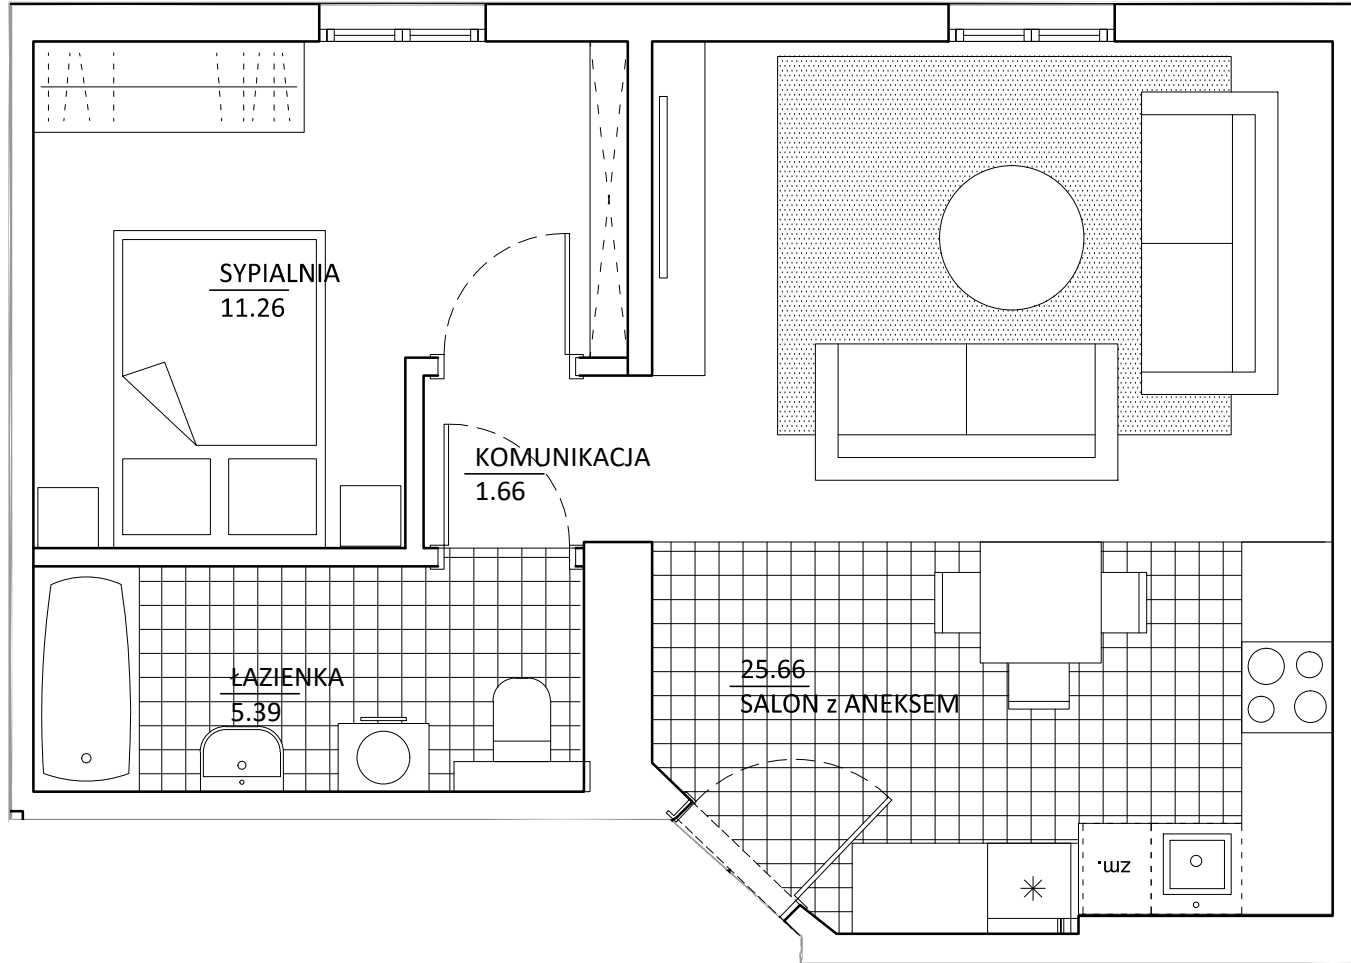 SYPIALNIA
11.26
KOMUNIKACJA
1.66
ŁAZIENKA
5.39
25.66
SALON z ANEKSEM
zm.